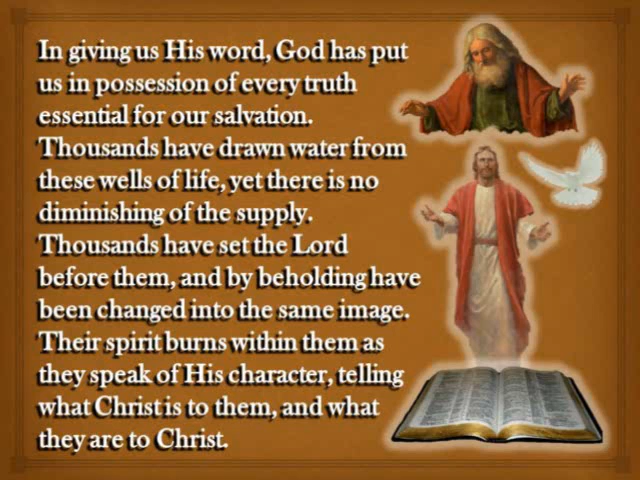 In giving us His word, God has put
us in possession of every truth
essential for our salvation.
Thousands have drawn water from
these wells of life, yet there is no
diminishing of the supply.
Thousands have set the Lord
before them, and by beholding have
been changed into the same image.
Their spirit burns within them as
they speak of His character, telling
what Christ is to them, and what
they are to Christ.